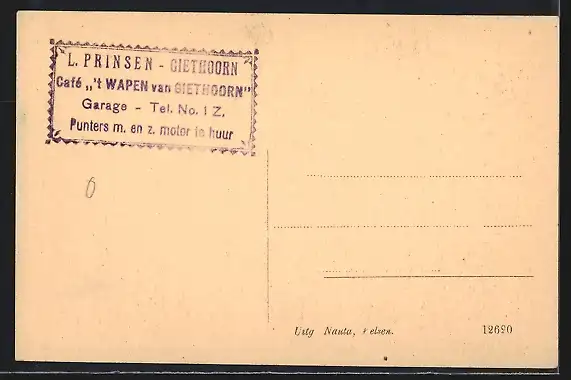 L. PRINSEN - GIETHOORN
Café „'t WAPEN van GIETHOORN"
Garage - Tel. No. 1 Z.
Punters m. en z. motor te huur
0
Uitg Nauta, elsen.
12690